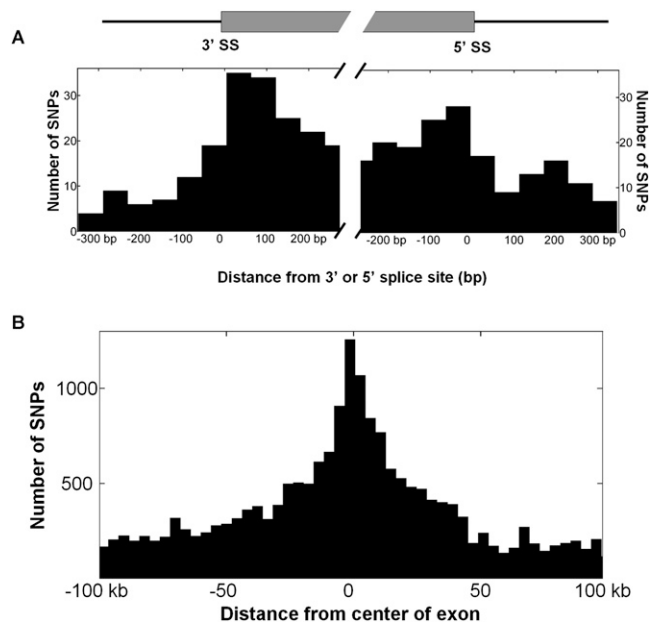 A
3' SS
5' SS
Number of SNPs
30
20
10
0
-300 bp -200 -100 0 100 200 bp
-200 bp -100 0 100 200 300 bp
30
20
10
0
Number of SNPs
Distance from 3' or 5' splice site (bp)
B
Number of SNPs
1000
500
-100 kb -50 0 50 100 kb
Distance from center of exon